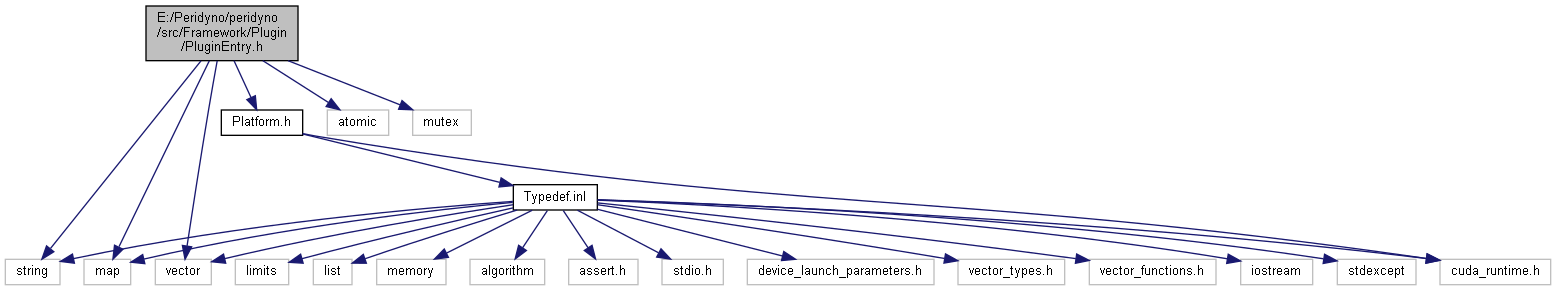 E:/Peridyno/peridyno
/src/Framework/Plugin
/PluginEntry.h
Platform.h
atomic
mutex
Typedef.inl
string
map
vector
limits
list
memory
algorithm
assert.h
stdio.h
device_launch_parameters.h
vector_types.h
vector_functions.h
iostream
stdexcept
cuda_runtime.h